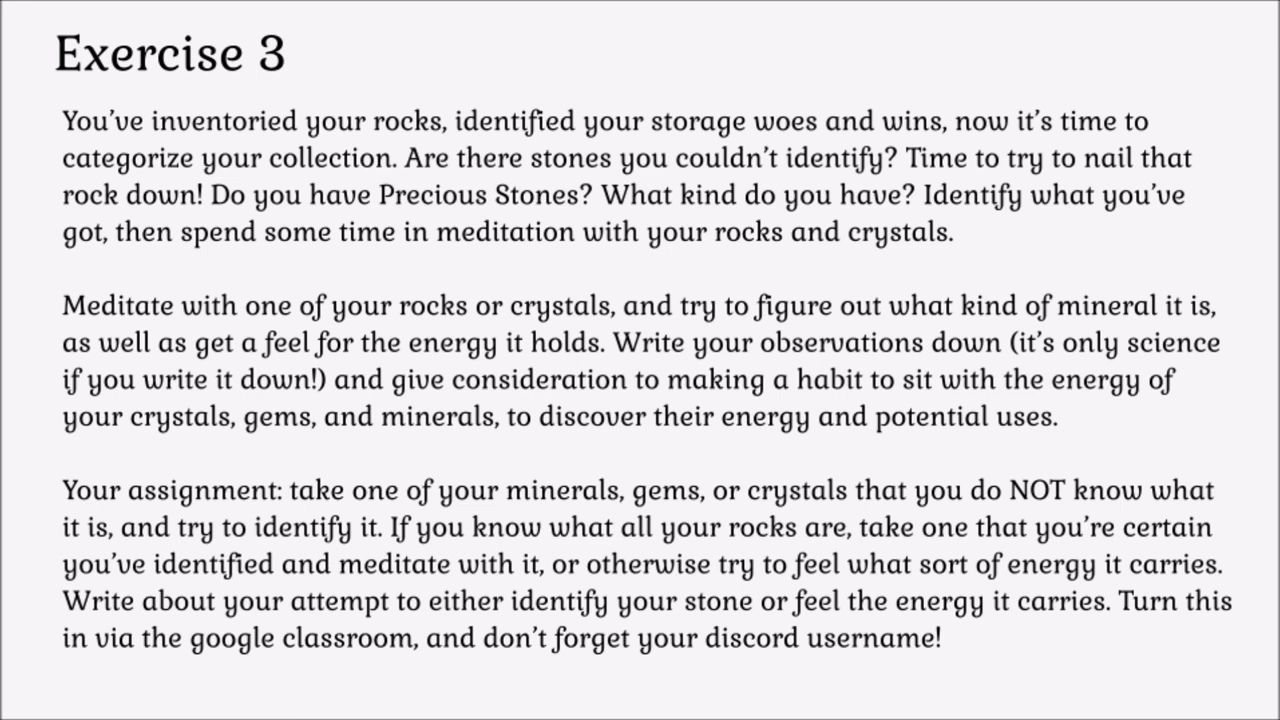 Exercise 3
You’ve inventoried your rocks, identified your storage woes and wins, now it’s time to
categorize your collection. Are there stones you couldn’t identify? Time to try to nail that
rock down! Do you have Precious Stones? What kind do you have? Identify what you’ve
got, then spend some time in meditation with your rocks and crystals.
Meditate with one of your rocks or crystals, and try to figure out what kind of mineral it is,
as well as get a feel for the energy it holds. Write your observations down (it’s only science
if you write it down!) and give consideration to making a habit to sit with the energy of
your crystals, gems, and minerals, to discover their energy and potential uses.
Your assignment: take one of your minerals, gems, or crystals that you do NOT know what
it is, and try to identify it. If you know what all your rocks are, take one that you’re certain
you’ve identified and meditate with it, or otherwise try to feel what sort of energy it carries.
Write about your attempt to either identify your stone or feel the energy it carries. Turn this
in via the google classroom, and don’t forget your discord username!